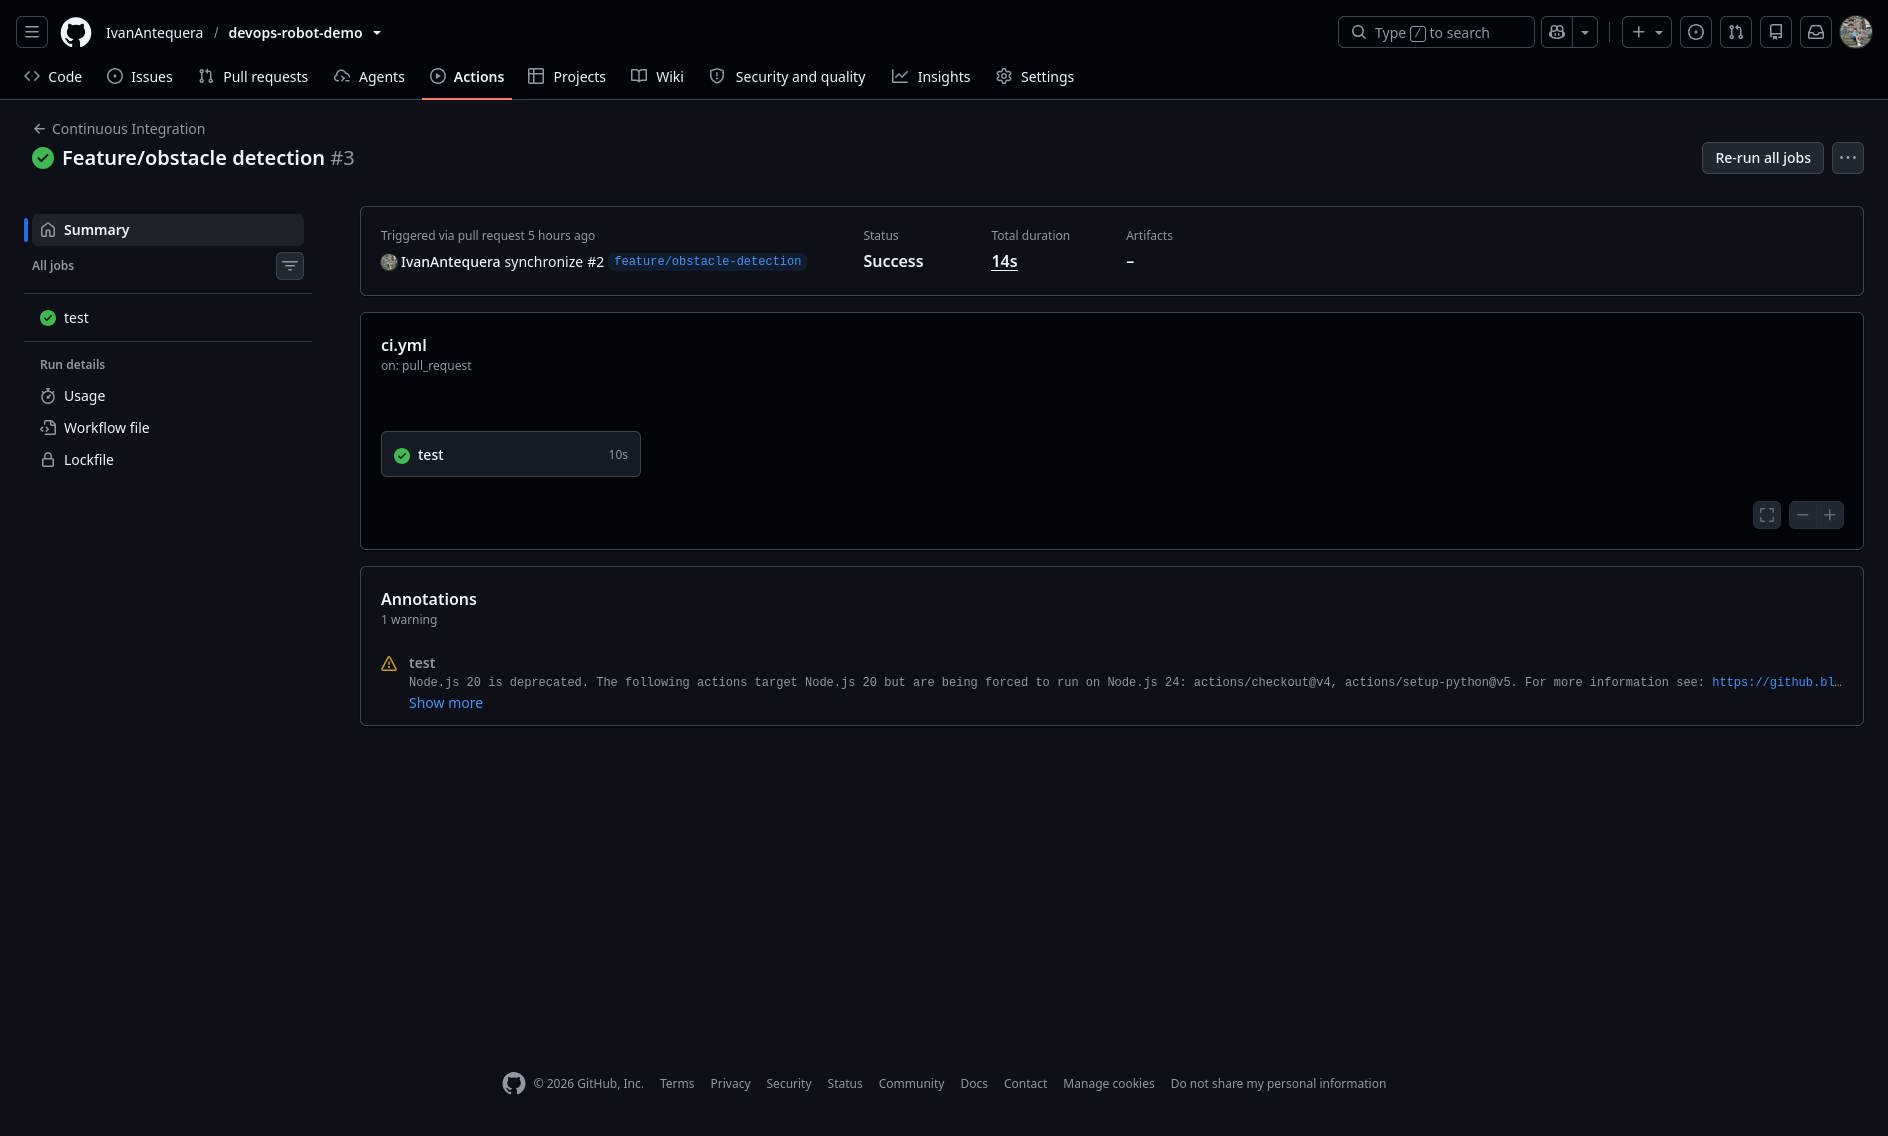 IvanAntequera / devops-robot-demo
Type / to search
Code
Issues
Pull requests
Agents
Actions
Projects
Wiki
Security and quality
Insights
Settings
Continuous Integration
Feature/obstacle detection #3
Re-run all jobs
Summary
All jobs
test
Run details
Usage
Workflow file
Lockfile
Triggered via pull request 5 hours ago
IvanAntequera synchronize #2 feature/obstacle-detection
Status
Success
Total duration
14s
Artifacts
–
ci.yml
on: pull_request
test
10s
Annotations
1 warning
test
Node.js 20 is deprecated. The following actions target Node.js 20 but are being forced to run on Node.js 24: actions/checkout@v4, actions/setup-python@v5. For more information see: https://github.bl…
Show more
© 2026 GitHub, Inc.
Terms
Privacy
Security
Status
Community
Docs
Contact
Manage cookies
Do not share my personal information